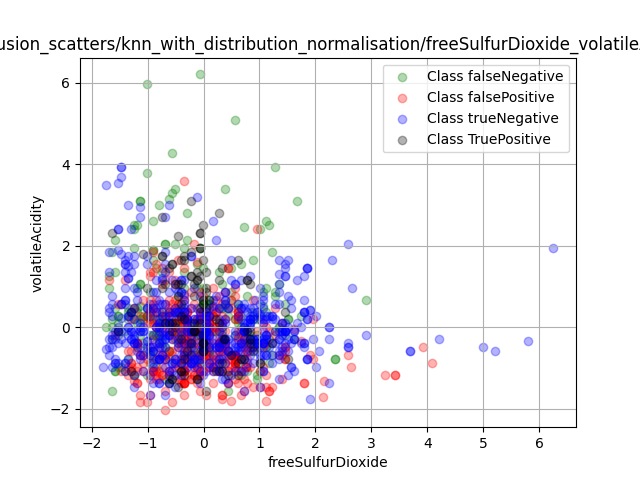 usion_scatters/knn_with_distribution_normalisation/freeSulfurDioxide_volatile
Class falseNegative
Class falsePositive
Class trueNegative
Class TruePositive
volatileAcidity
6
4
2
0
−2
−2 −1 0 1 2 3 4 5 6
freeSulfurDioxide